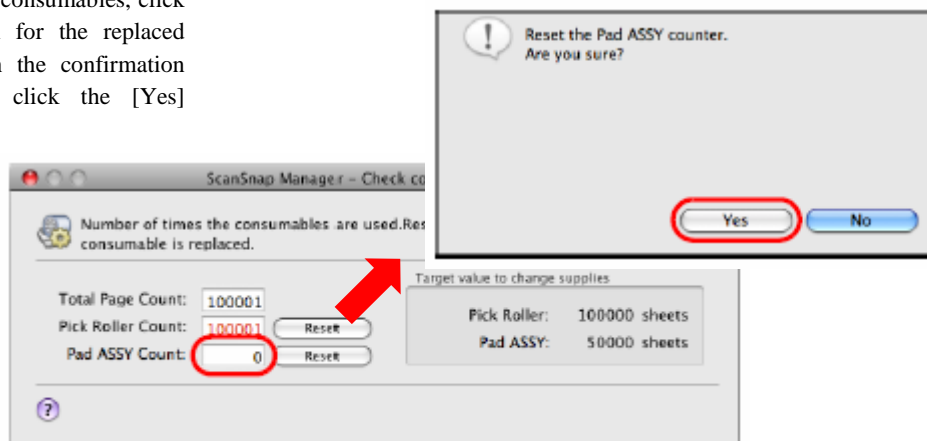 consumables, click
for the replaced
the confirmation
click the [Yes]
Reset the Pad ASSY counter.
Are you sure?
Yes
No
ScanSnap Manager – Check co
Number of times the consumables are used.Res
consumable is replaced.
Total Page Count: 100001
Pick Roller Count: 100001 Reset
Pad ASSY Count: 0 Reset
Target value to change supplies
Pick Roller: 100000 sheets
Pad ASSY: 50000 sheets
?